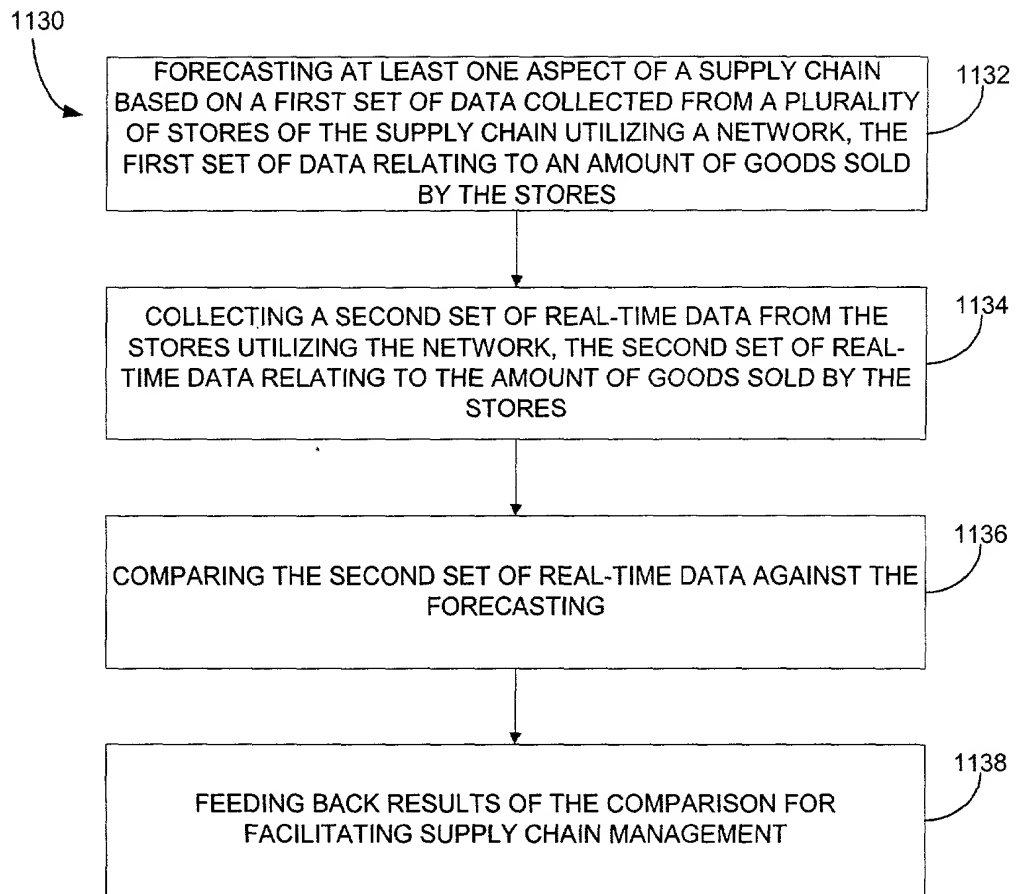 1130
FORECASTING AT LEAST ONE ASPECT OF A SUPPLY CHAIN
BASED ON A FIRST SET OF DATA COLLECTED FROM A PLURALITY
OF STORES OF THE SUPPLY CHAIN UTILIZING A NETWORK, THE
FIRST SET OF DATA RELATING TO AN AMOUNT OF GOODS SOLD
BY THE STORES
1132
COLLECTING A SECOND SET OF REAL-TIME DATA FROM THE
STORES UTILIZING THE NETWORK, THE SECOND SET OF REAL-
TIME DATA RELATING TO THE AMOUNT OF GOODS SOLD BY THE
STORES
1134
COMPARING THE SECOND SET OF REAL-TIME DATA AGAINST THE
FORECASTING
1136
FEEDING BACK RESULTS OF THE COMPARISON FOR
FACILITATING SUPPLY CHAIN MANAGEMENT
1138